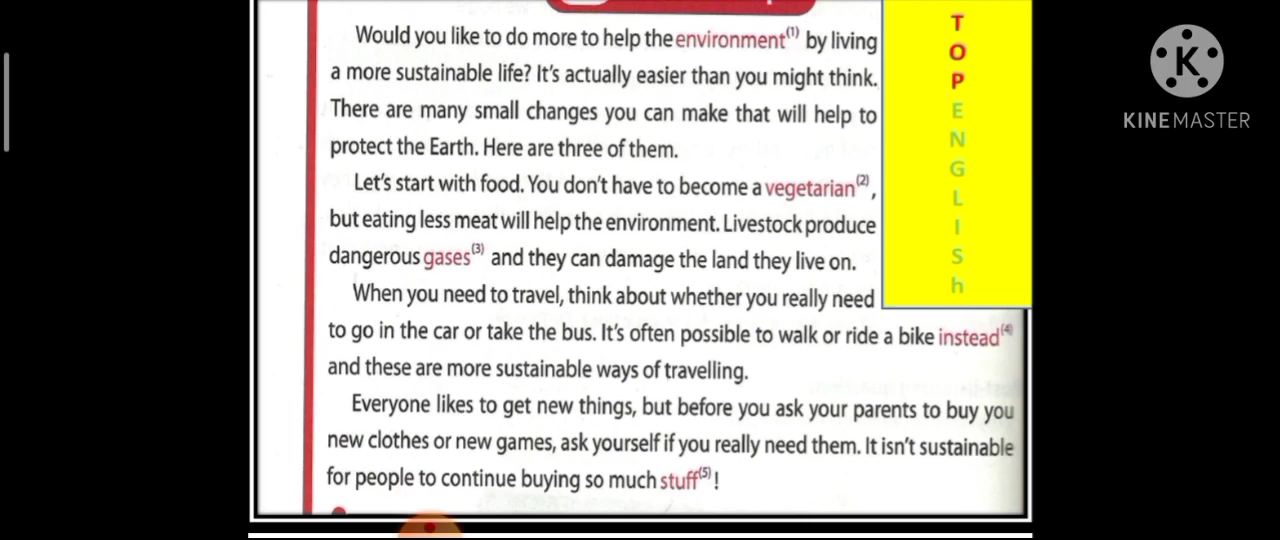 Would you like to do more to help the environment(1) by living
a more sustainable life? It's actually easier than you might think.
There are many small changes you can make that will help to
protect the Earth. Here are three of them.
Let's start with food. You don't have to become a vegetarian(2),
but eating less meat will help the environment. Livestock produce
dangerous gases(3) and they can damage the land they live on.
When you need to travel, think about whether you really need
to go in the car or take the bus. It's often possible to walk or ride a bike instead(4)
and these are more sustainable ways of travelling.
Everyone likes to get new things, but before you ask your parents to buy you
new clothes or new games, ask yourself if you really need them. It isn't sustainable
for people to continue buying so much stuff(5)!
T
O
P
E
N
G
L
I
S
h
K
KINEMASTER